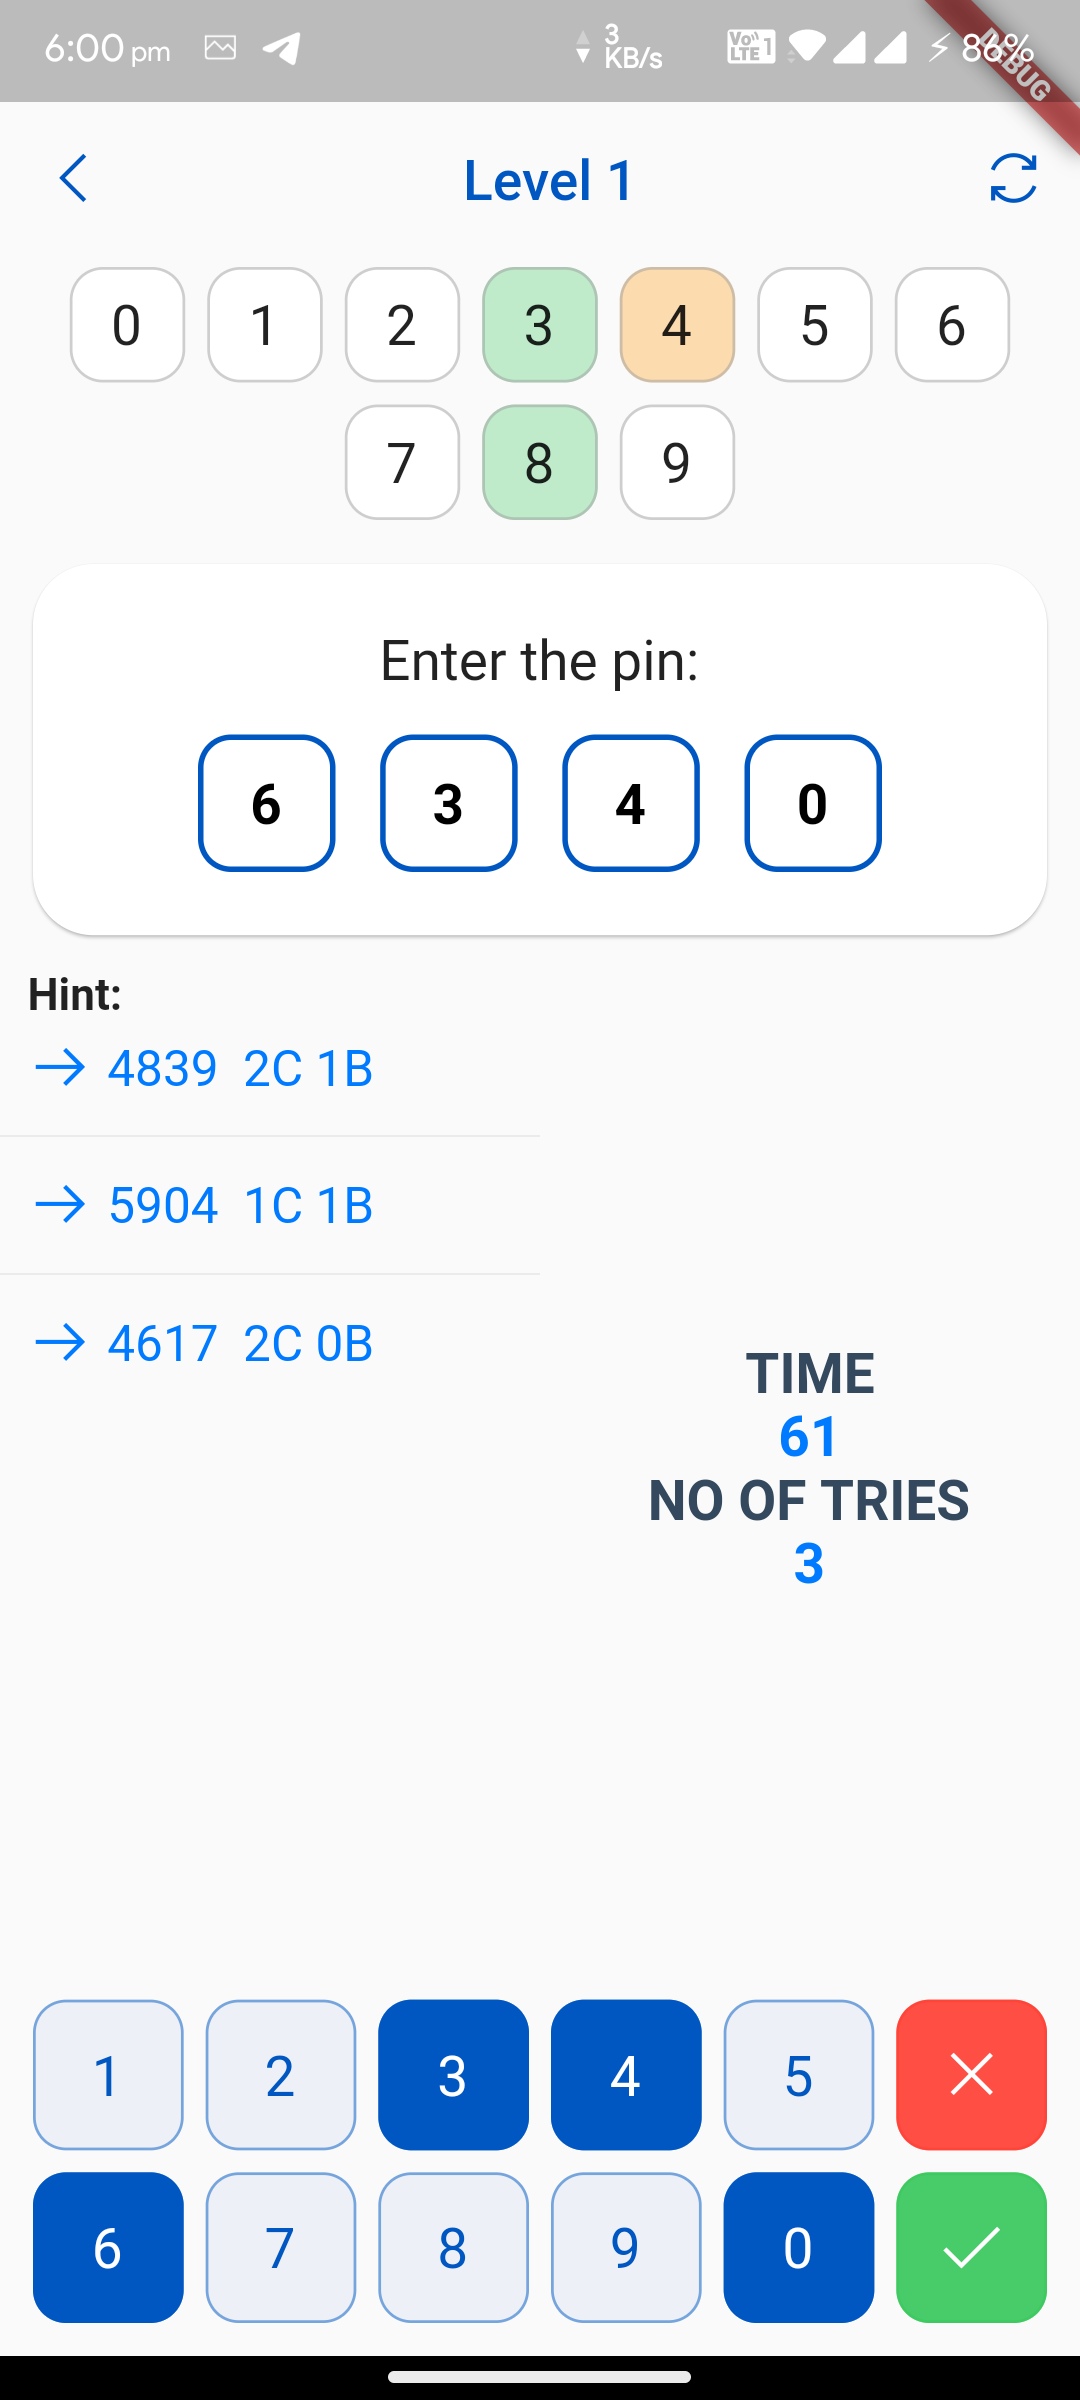 6:00 pm 3 KB/s Vo)) LTE 1 86%
DEBUG
Level 1
0 1 2 3 4 5 6
7 8 9
Enter the pin:
6 3 4 0
Hint:
4839 2C 1B
5904 1C 1B
4617 2C 0B
TIME
61
NO OF TRIES
3
1 2 3 4 5
6 7 8 9 0